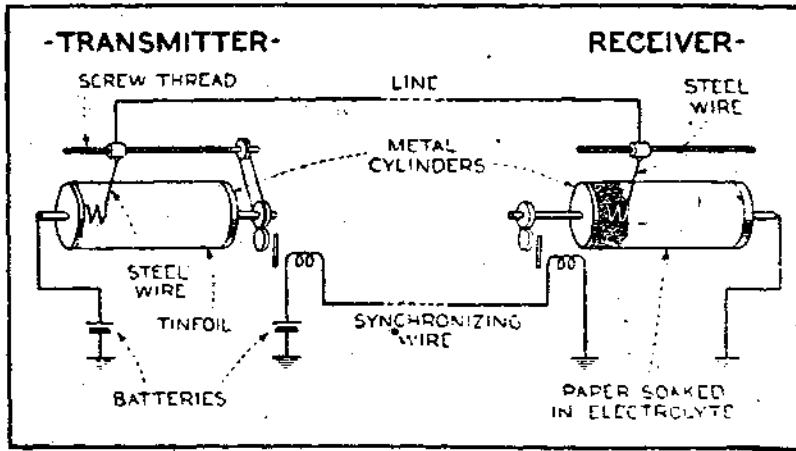 -TRANSMITTER-
RECEIVER-
SCREW THREAD
LINE
STEEL
WIRE
METAL
CYLINDERS
STEEL
WIRE
TINFOIL
SYNCHRONIZING
WIRE
BATTERIES
PAPER SOAKED
IN ELECTROLYTE
W
W